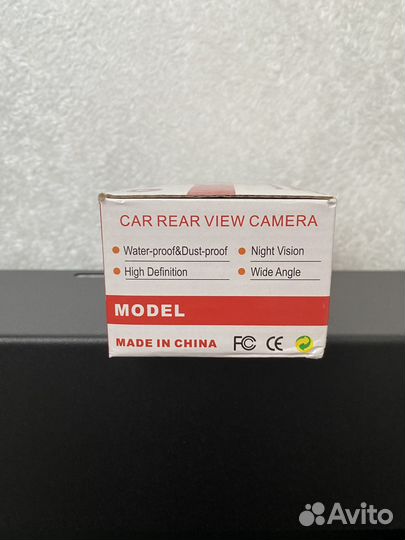 CAR REAR VIEW CAMERA
Water-proof&Dust-proof
Night Vision
High Definition
Wide Angle
MODEL
MADE IN CHINA FC CE
Avito